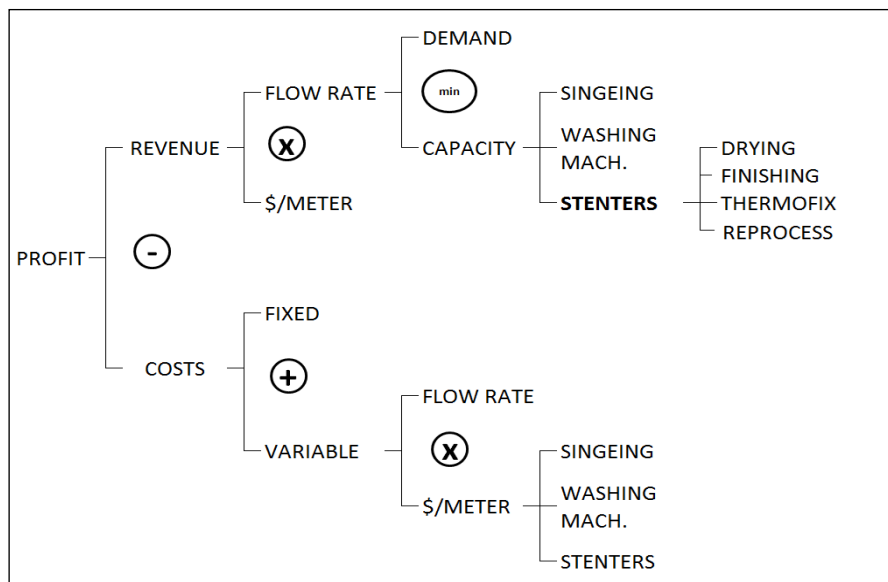 DEMAND
FLOW RATE
min
SINGEING
x
REVENUE
CAPACITY
WASHING
MACH.
DRYING
FINISHING
$/METER
STENTERS
THERMOFIX
REPROCESS
-
PROFIT
FIXED
COSTS
+
FLOW RATE
VARIABLE
x
SINGEING
$/METER
WASHING
MACH.
STENTERS